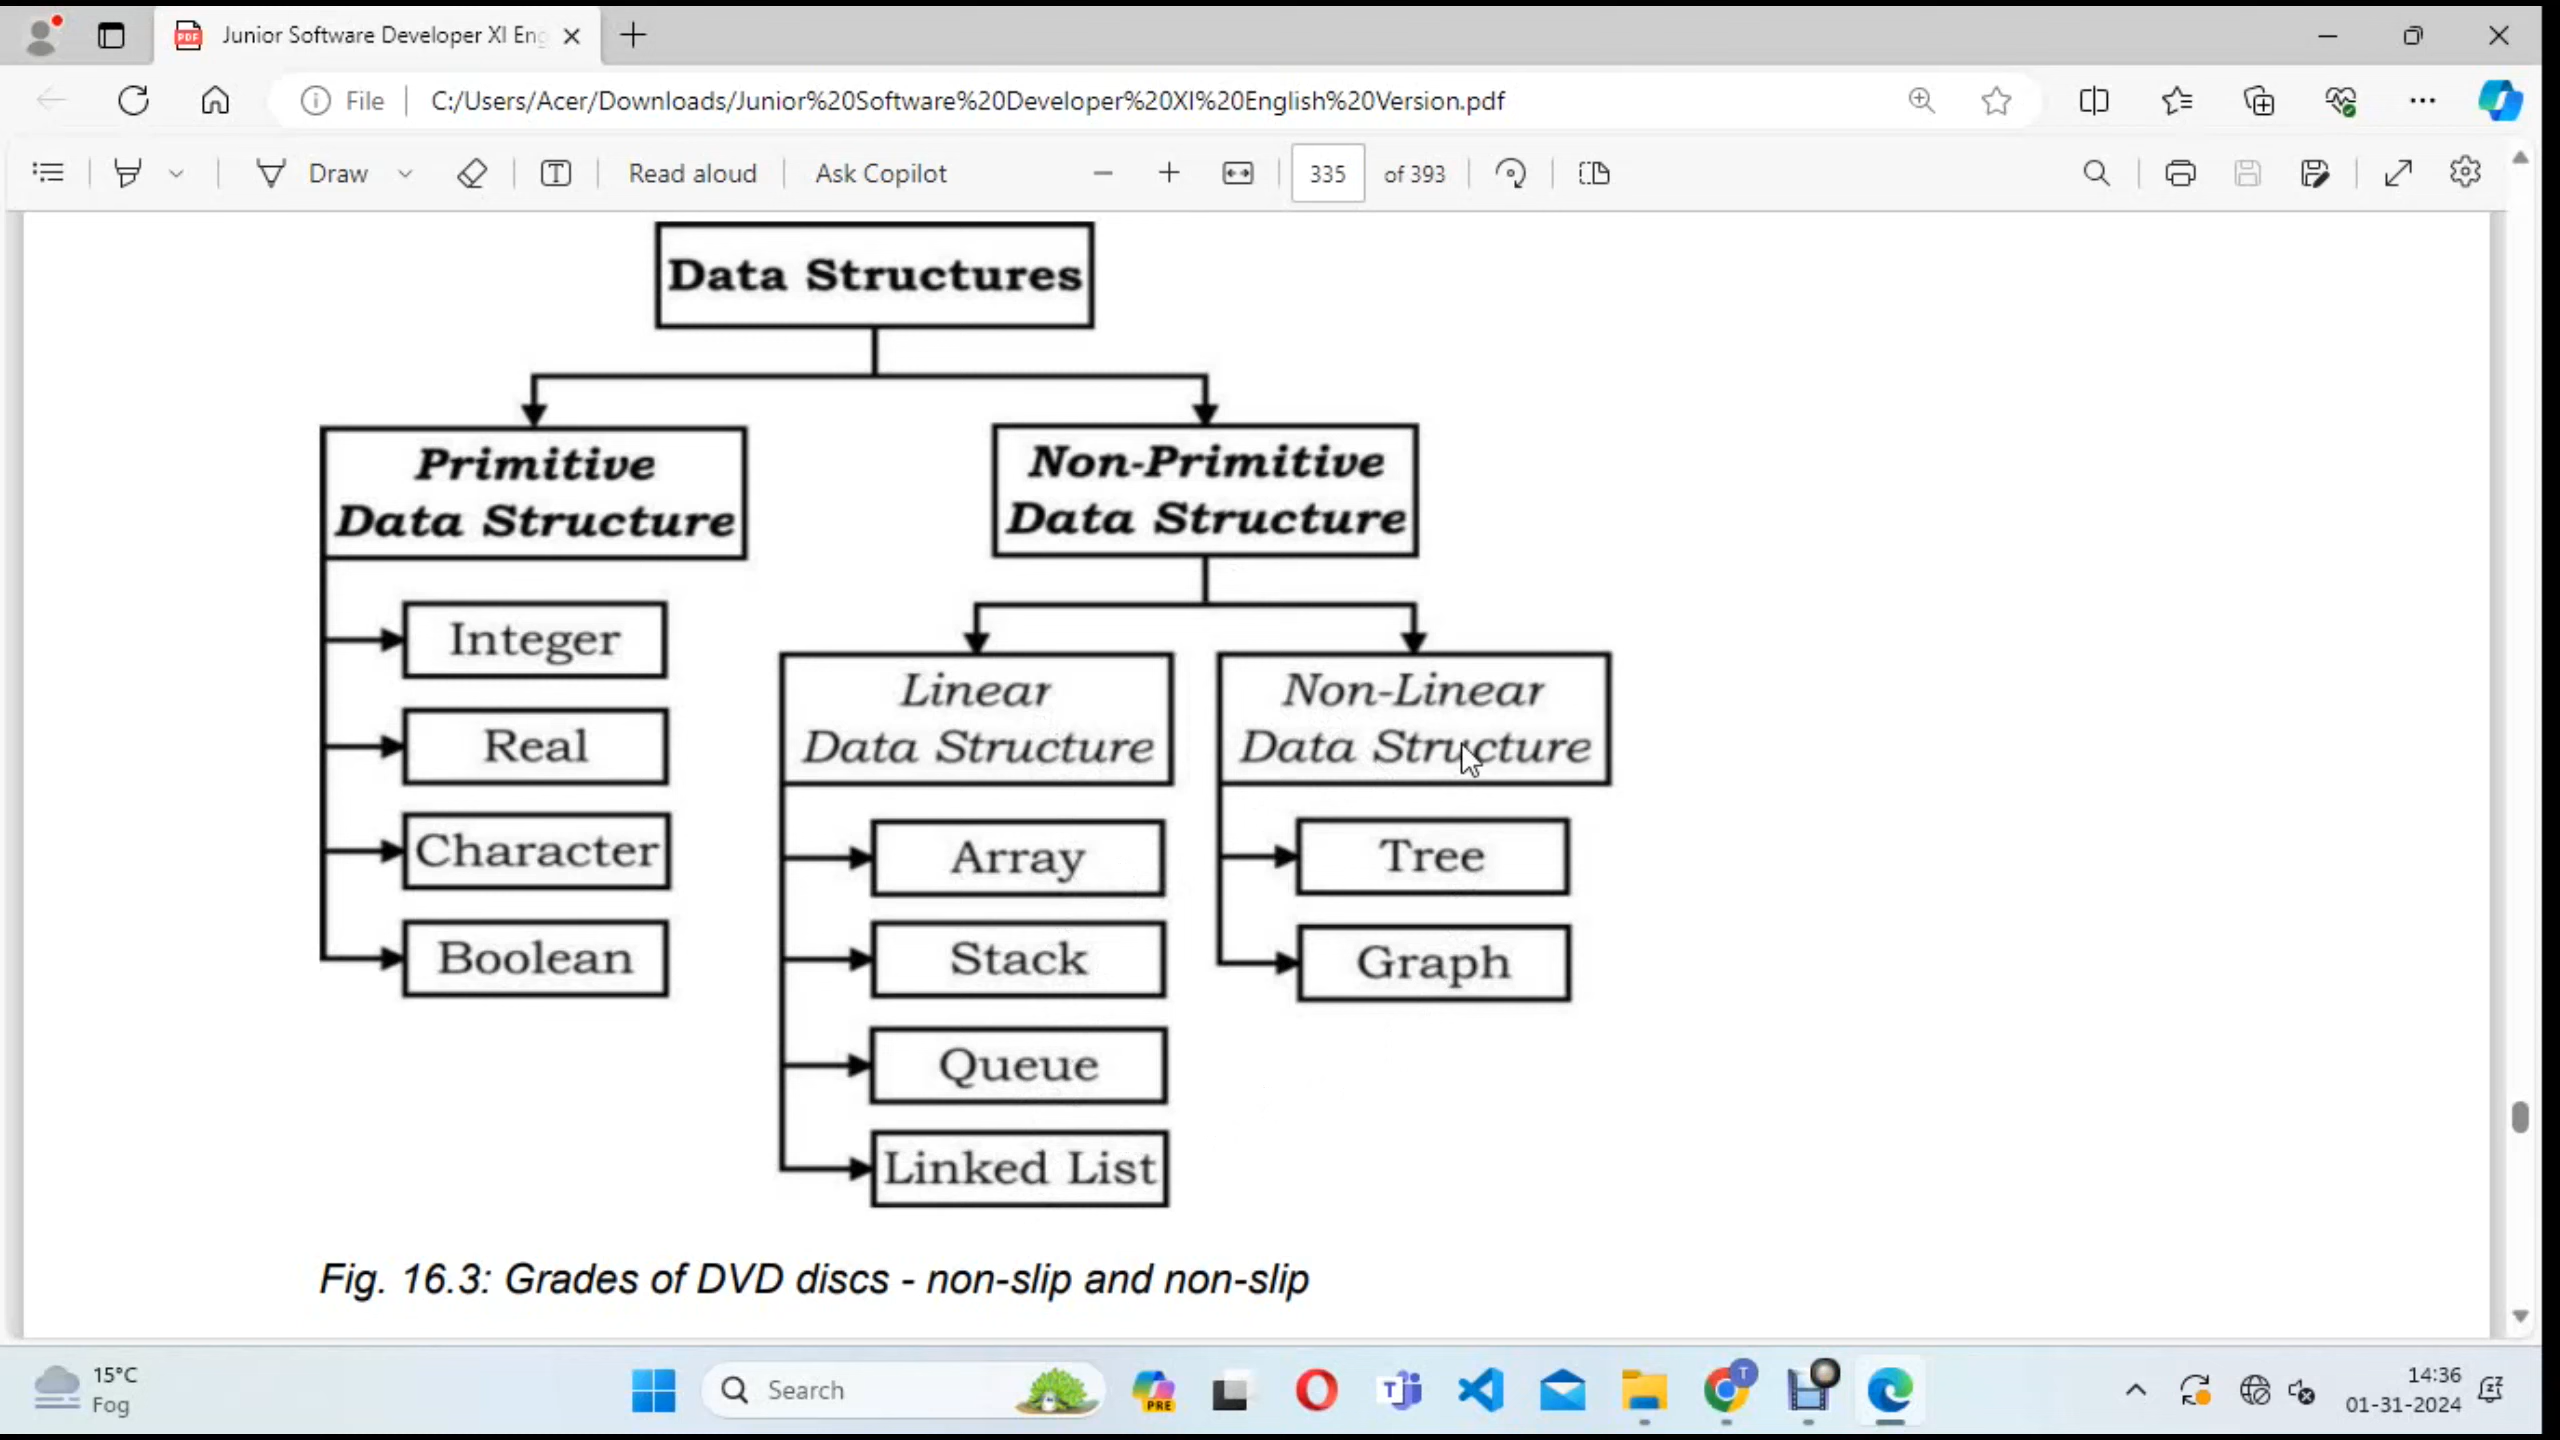 Junior Software Developer XI Eng
File
C:/Users/Acer/Downloads/Junior%20Software%20Developer%20XI%20English%20Version.pdf
Draw
Read aloud
Ask Copilot
335
of 393
Data Structures
Primitive
Data Structure
Non-Primitive
Data Structure
Integer
Real
Character
Boolean
Linear
Data Structure
Non-Linear
Data Structure
Array
Stack
Queue
Linked List
Tree
Graph
Fig. 16.3: Grades of DVD discs - non-slip and non-slip
15°C
Fog
Search
PRE
T
14:36
01-31-2024